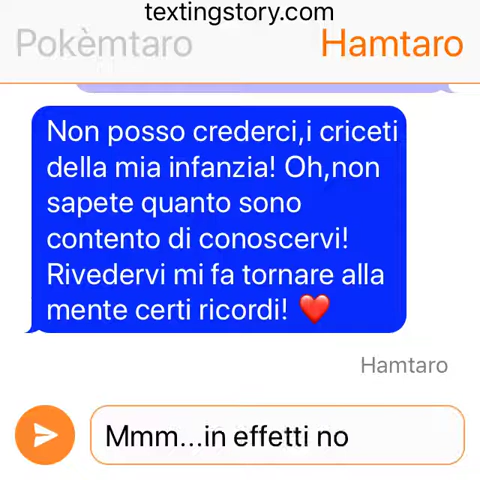 textingstory.com
Pokèmtaro
Hamtaro
Non posso crederci,i criceti
della mia infanzia! Oh,non
sapete quanto sono
contento di conoscervi!
Rivedervi mi fa tornare alla
mente certi ricordi! ❤️
Hamtaro
Mmm...in effetti no